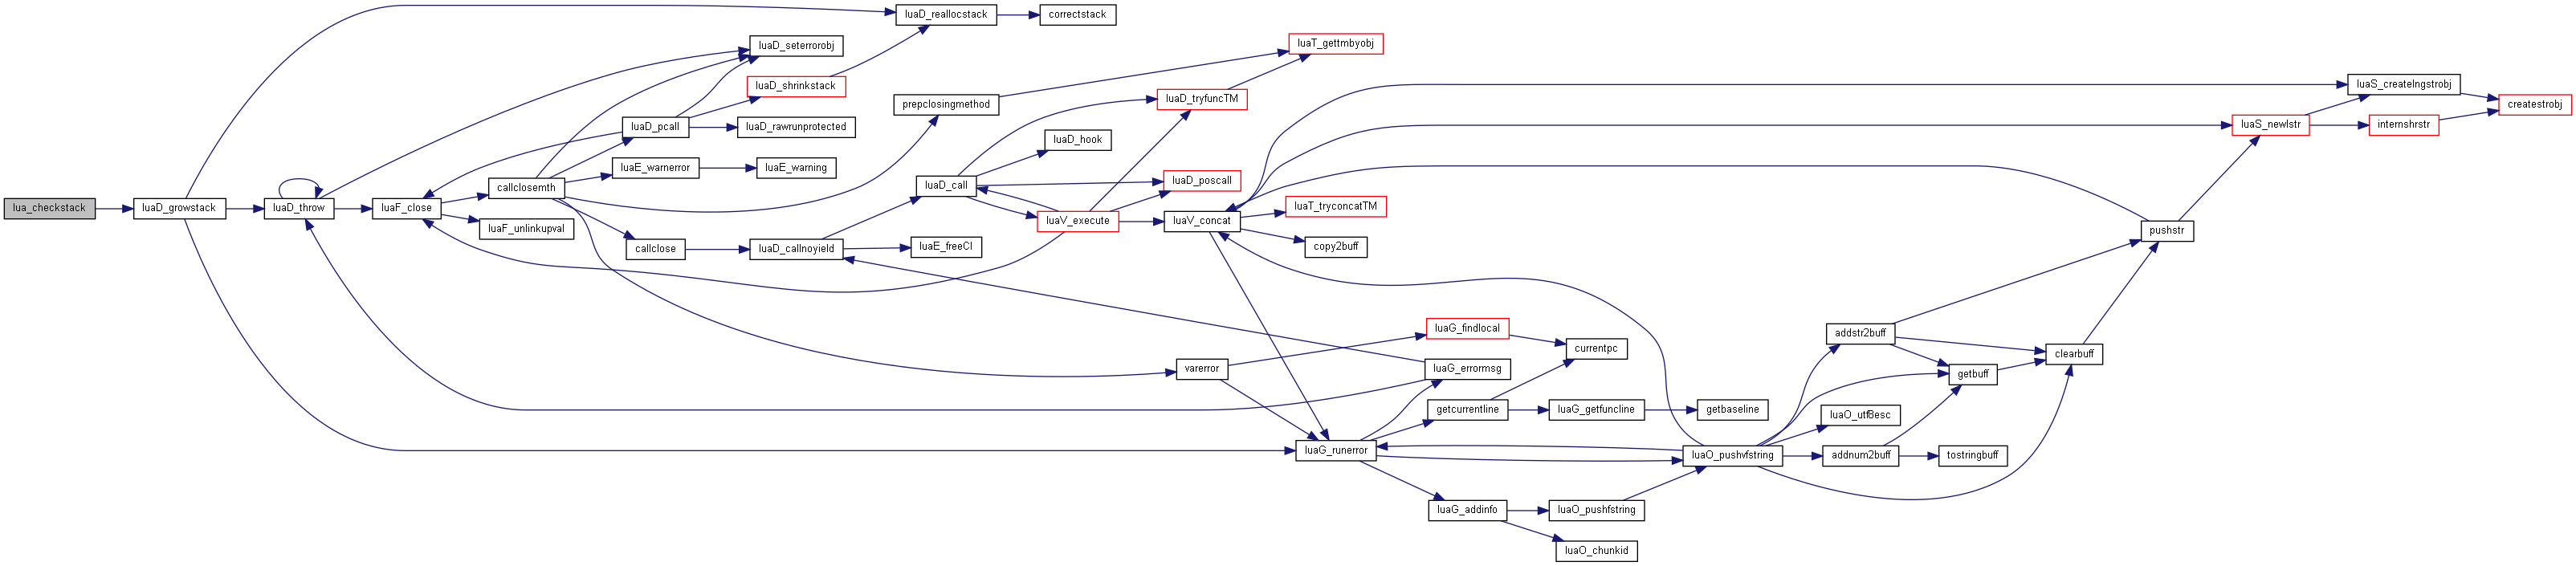 lua_checkstack
luaD_growstack
luaD_throw
luaF_close
luaD_reallocstack
correctstack
luaD_seterrorobj
luaD_shrinkstack
luaD_pcall
luaD_rawrunprotected
luaE_warnerror
luaE_warning
callclosemth
luaF_unlinkupval
callclose
luaD_callnoyield
luaE_freeCI
prepclosingmethod
luaD_call
luaT_gettmbyobj
luaD_tryfuncTM
luaD_hook
luaD_poscall
luaV_execute
luaV_concat
luaT_tryconcatTM
copy2buff
varerror
luaG_findlocal
currentpc
luaG_errormsg
getcurrentline
luaG_getfuncline
getbaseline
luaG_runerror
luaG_addinfo
luaO_pushfstring
luaO_chunkid
luaO_pushvfstring
addstr2buff
getbuff
clearbuff
luaO_utf8esc
addnum2buff
tostringbuff
pushstr
luaS_newlstr
luaS_createlngstrobj
internshrstr
createstrobj